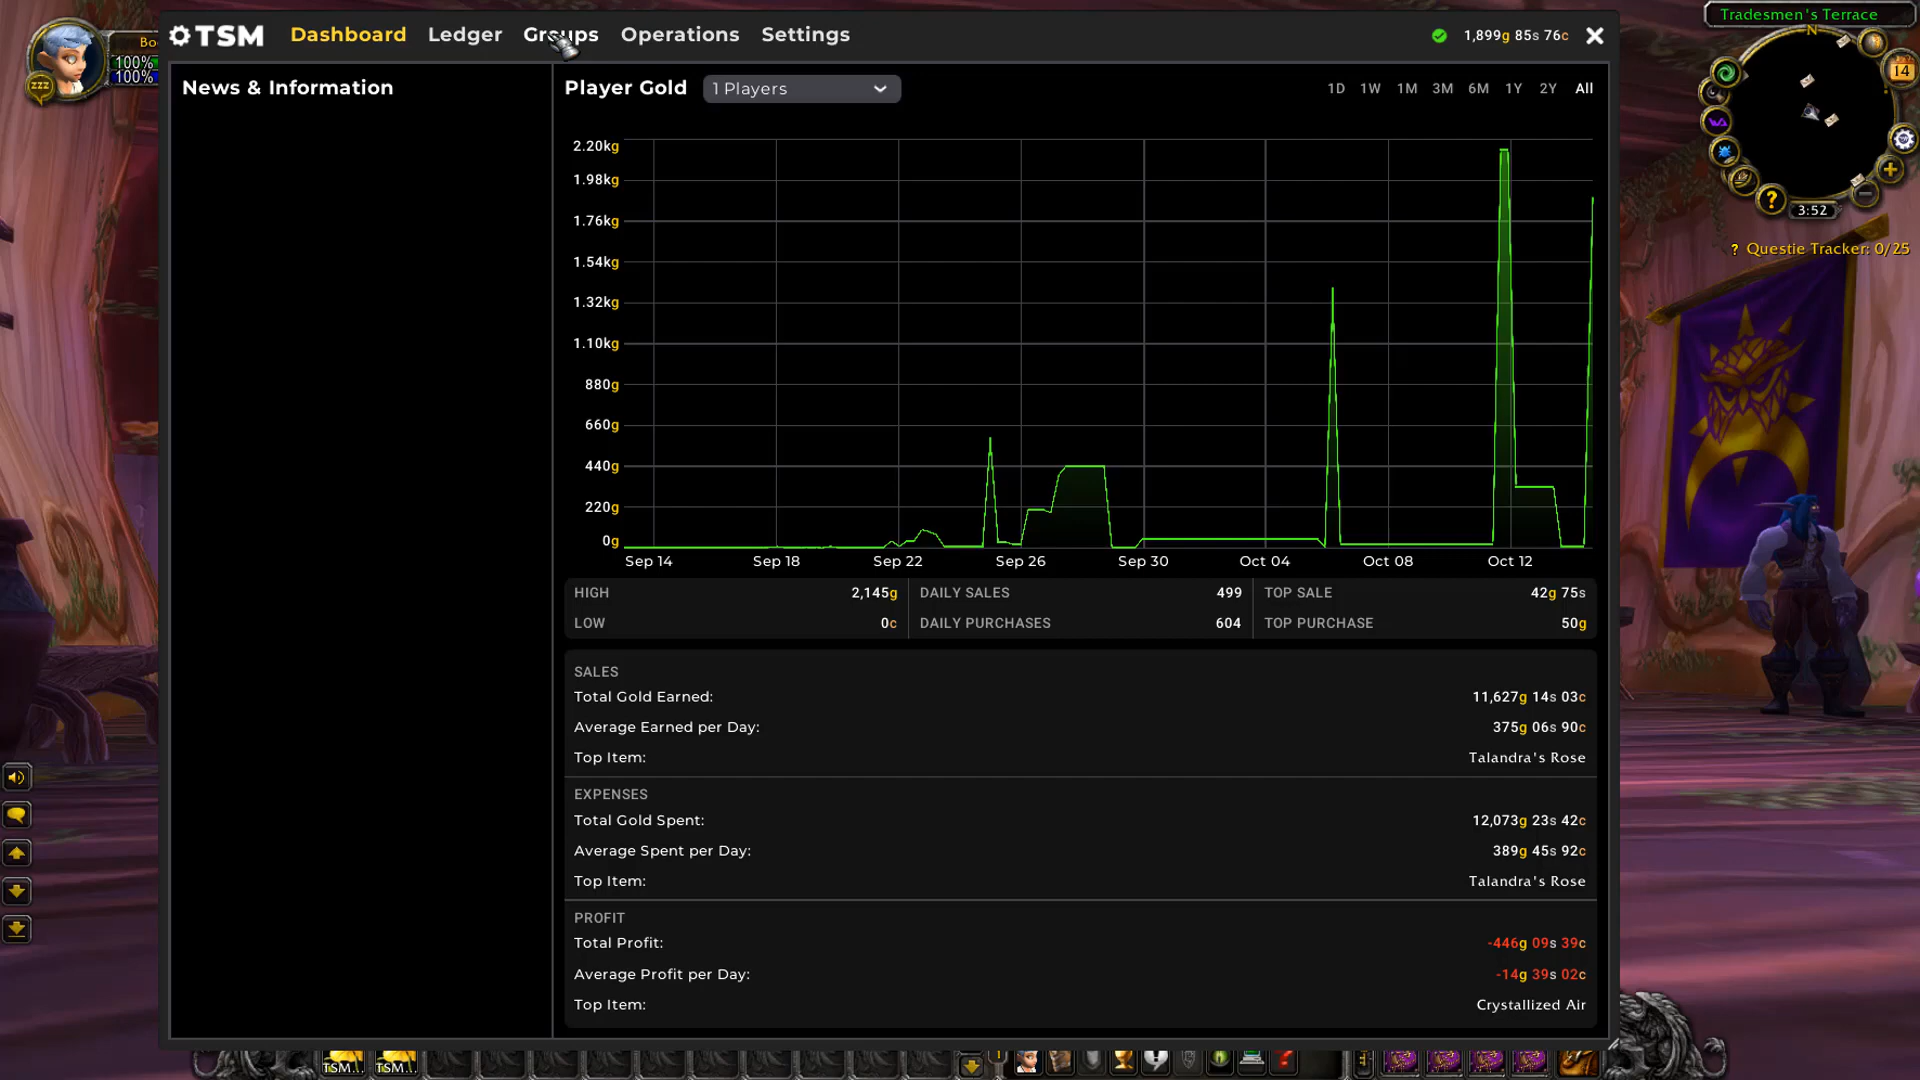 TSM Dashboard Ledger Groups Operations Settings 1,899g 85s 76c
Tradesmen's Terrace
N
Bo
100%
100%
zzz
14
News & Information
Player Gold 1 Players 1D 1W 1M 3M 6M 1Y 2Y All
2.20kg
1.98kg
1.76kg
1.54kg
1.32kg
1.10kg
880g
660g
440g
220g
0g
Sep 14 Sep 18 Sep 22 Sep 26 Sep 30 Oct 04 Oct 08 Oct 12
3:52
? Questie Tracker: 0/25
HIGH 2,145g DAILY SALES 499 TOP SALE 42g 75s
LOW 0c DAILY PURCHASES 604 TOP PURCHASE 50g
SALES
Total Gold Earned: 11,627g 14s 03c
Average Earned per Day: 375g 06s 90c
Top Item: Talandra's Rose
EXPENSES
Total Gold Spent: 12,073g 23s 42c
Average Spent per Day: 389g 45s 92c
Top Item: Talandra's Rose
PROFIT
Total Profit: -446g 09s 39c
Average Profit per Day: -14g 39s 02c
Top Item: Crystallized Air
TSM... TSM... 1